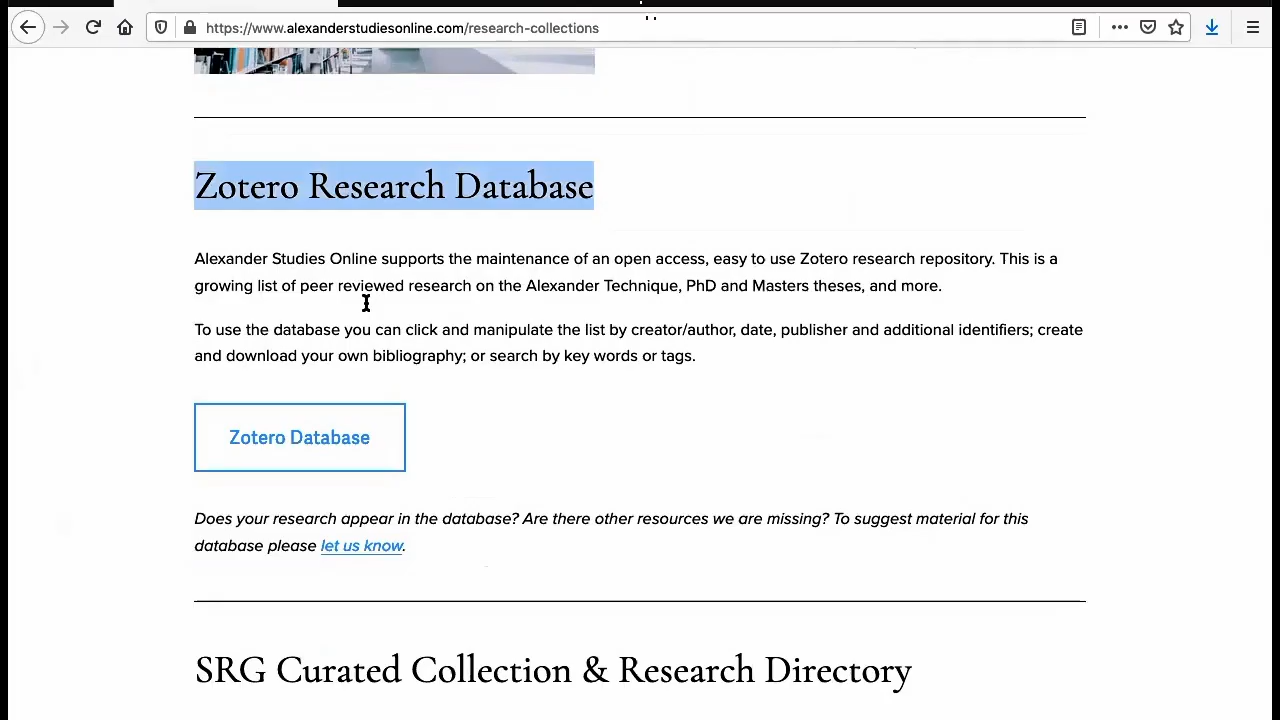 https://www.alexanderstudiesonline.com/research-collections
Zotero Research Database
Alexander Studies Online supports the maintenance of an open access, easy to use Zotero research repository. This is a
growing list of peer reviewed research on the Alexander Technique, PhD and Masters theses, and more.
To use the database you can click and manipulate the list by creator/author, date, publisher and additional identifiers; create
and download your own bibliography; or search by key words or tags.
Zotero Database
Does your research appear in the database? Are there other resources we are missing? To suggest material for this
database please let us know.
SRG Curated Collection & Research Directory